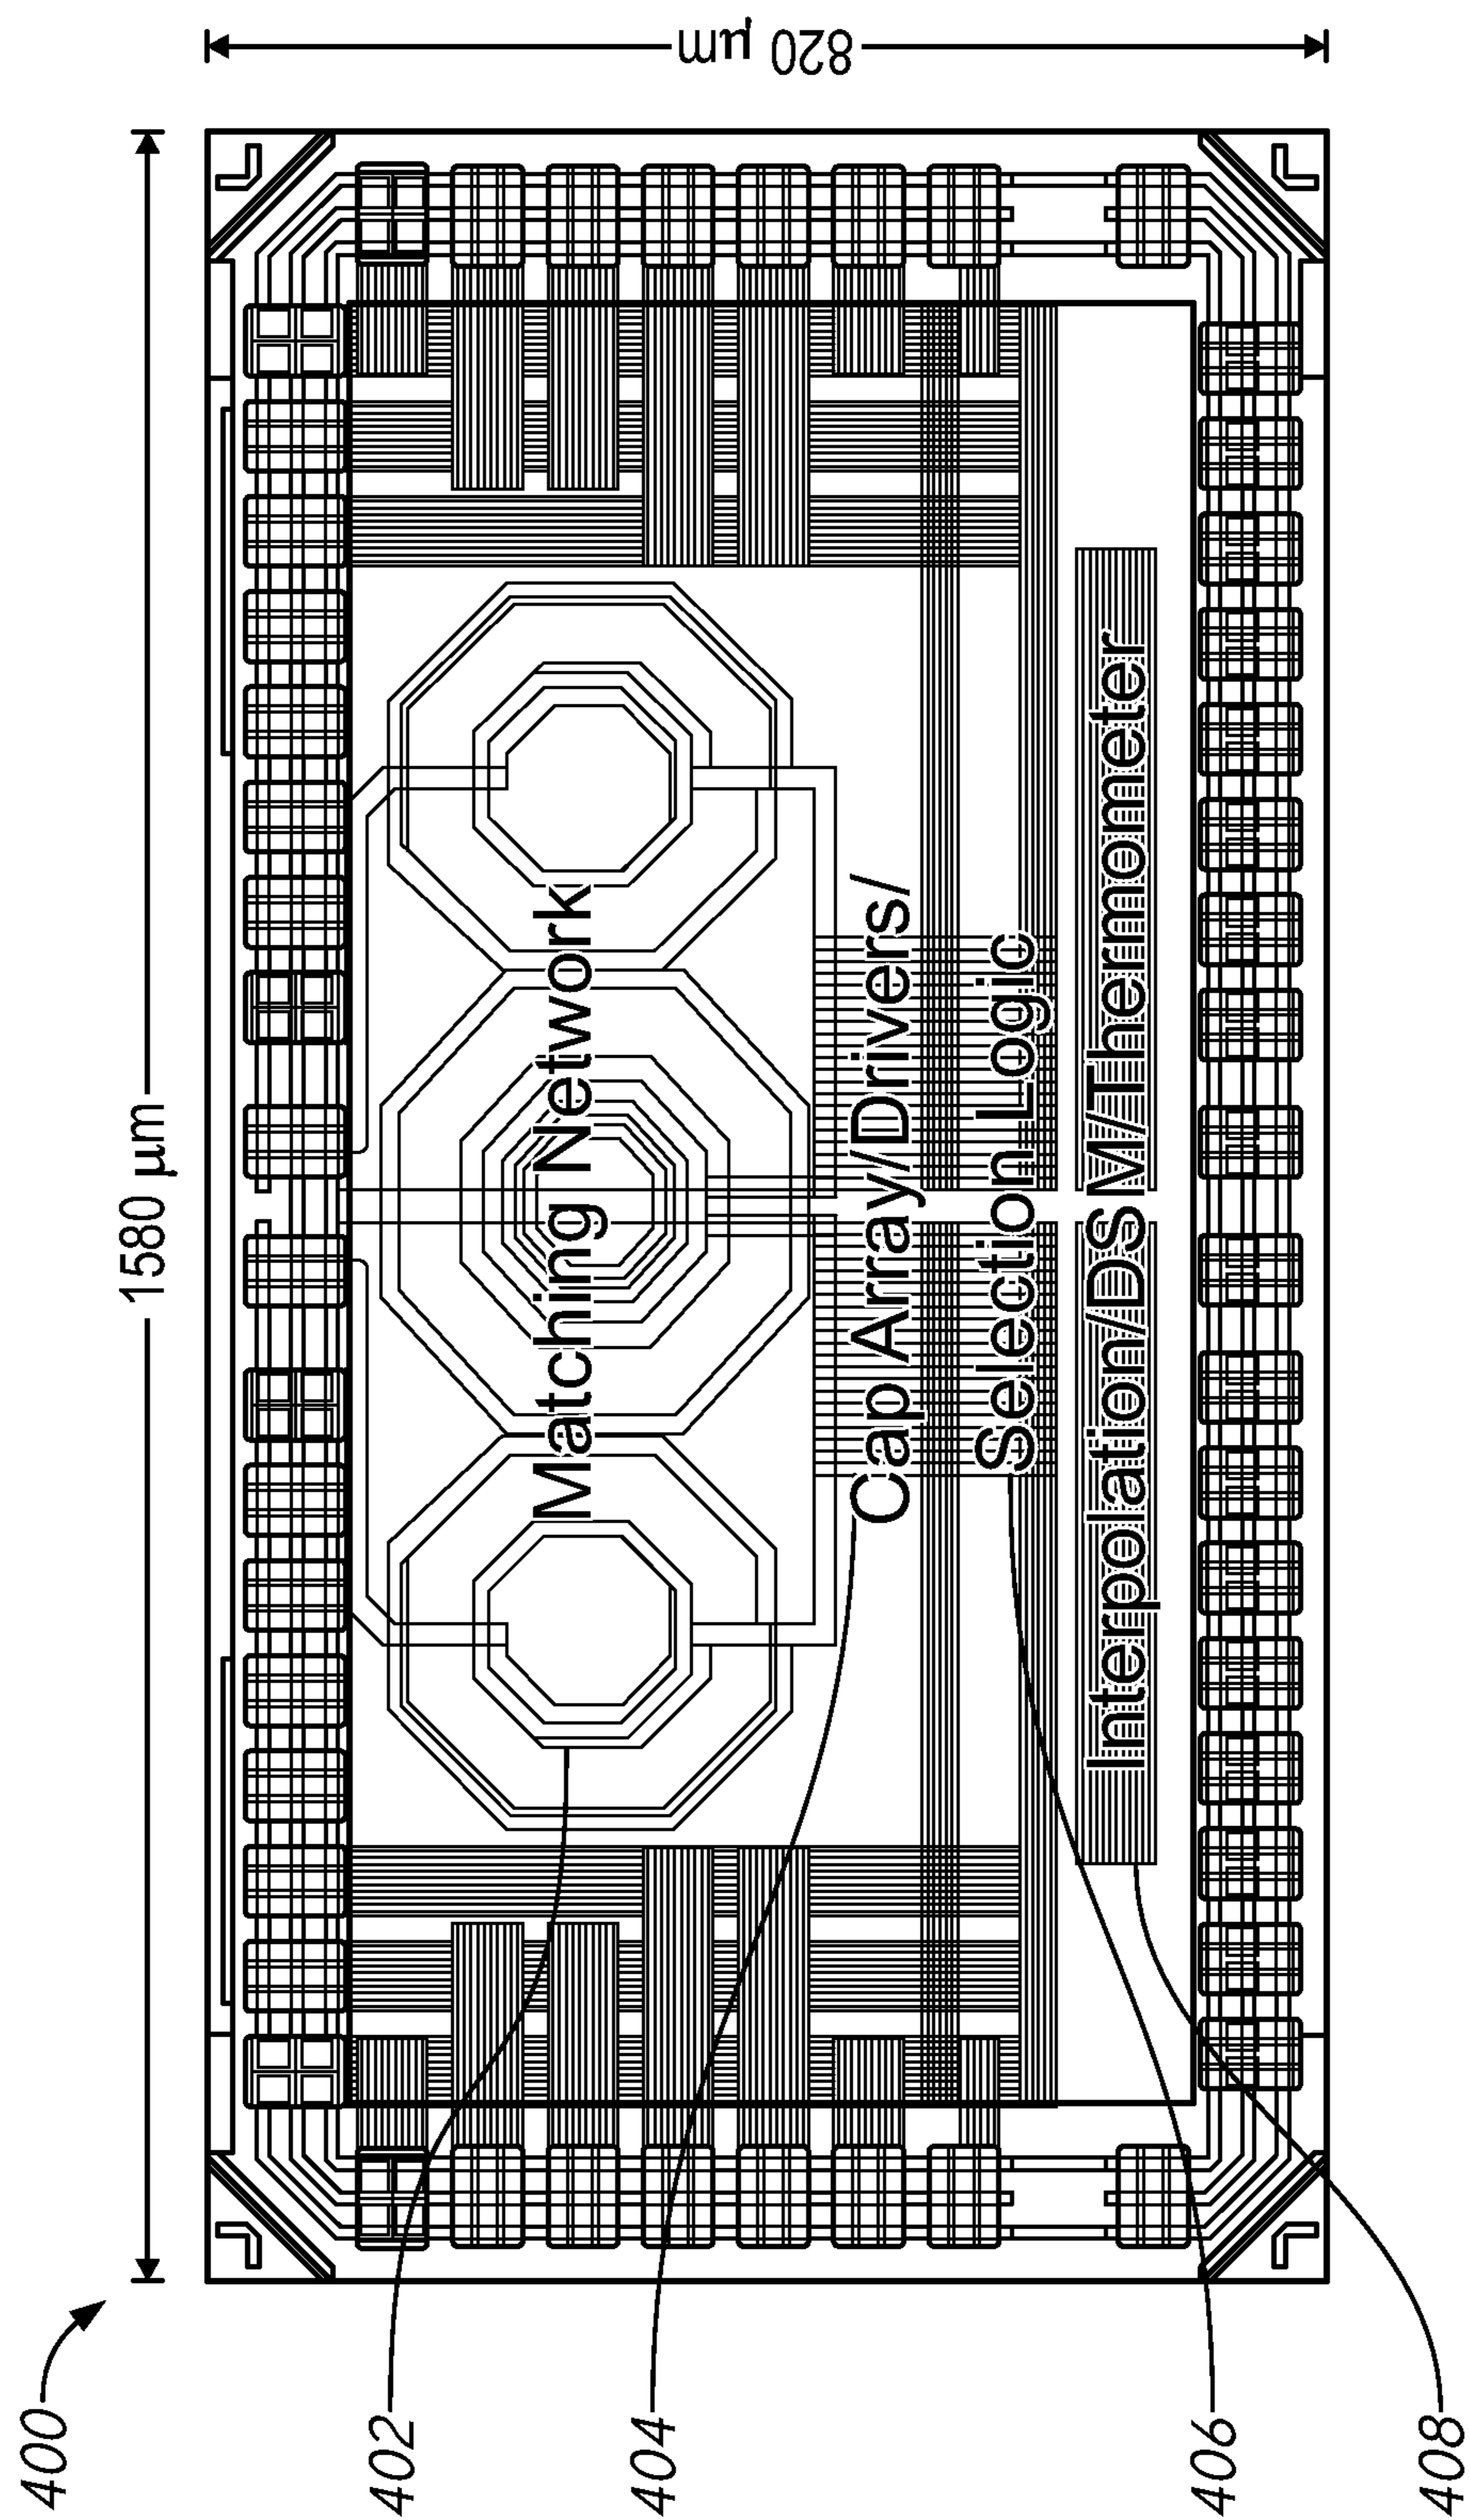 400
1580 µm
820 µm
Matching Network
Cap Array/Drivers/
Selection Logic
Interpolation/DSM/Thermometer
402
404
406
408